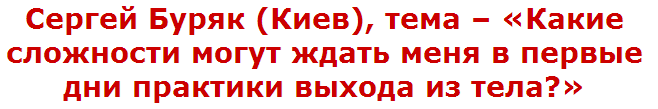 Сергей Буряк (Киев), тема – «Какие
сложности могут ждать меня в первые
дни практики выхода из тела?»